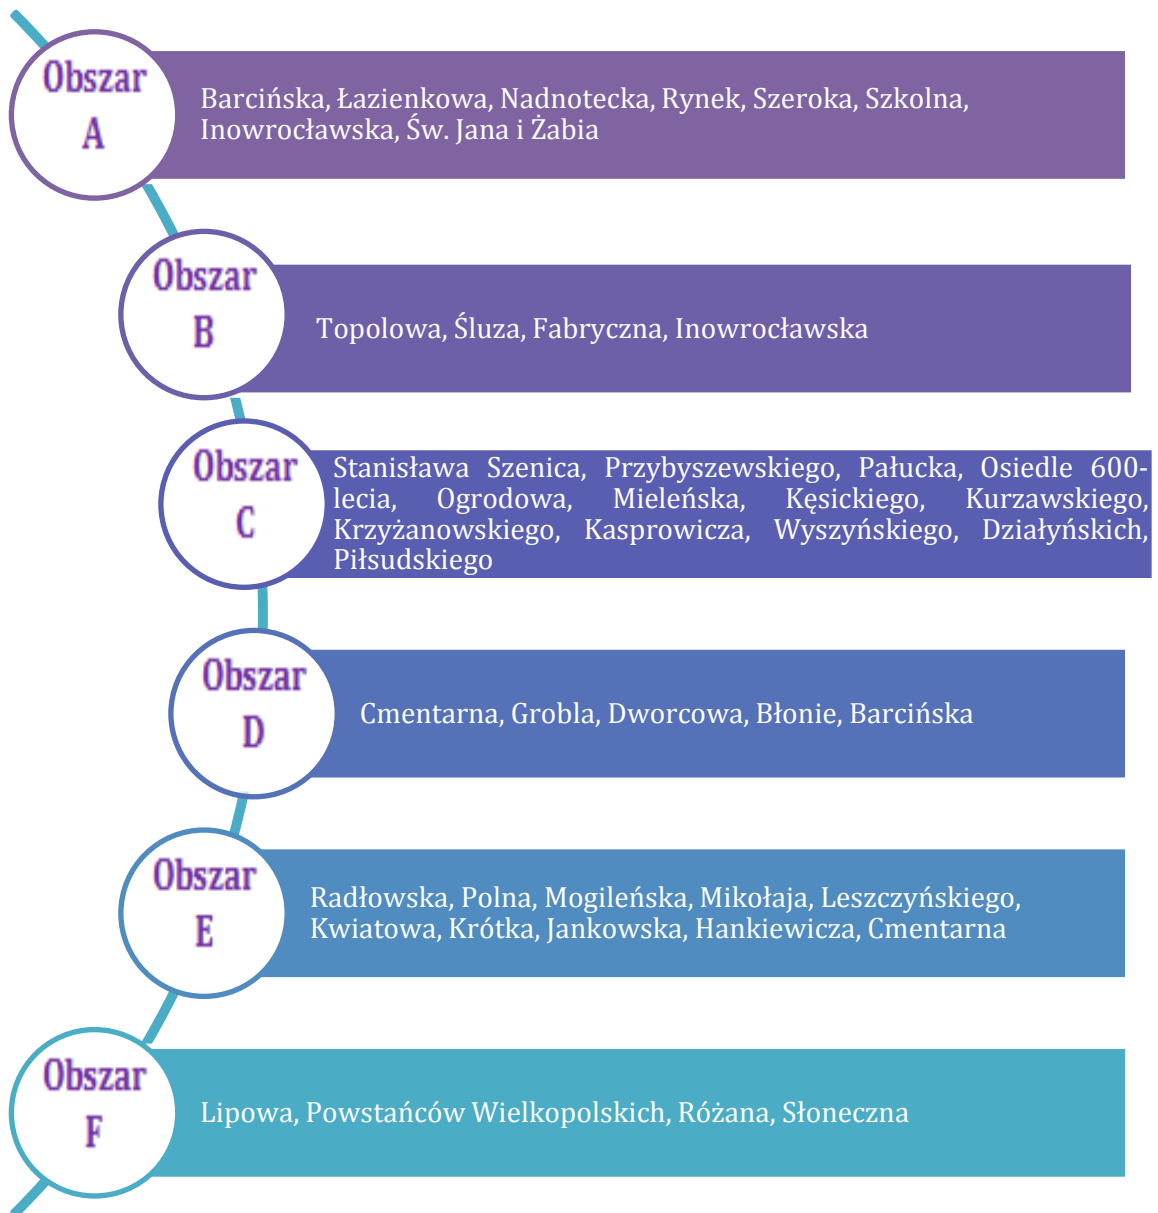 Obszar
A
Barcińska, Łazienkowa, Nadnotecka, Rynek, Szeroka, Szkolna,
Inowrocławska, Św. Jana i Żabia
Obszar
B
Topolowa, Śluza, Fabryczna, Inowrocławska
Obszar
C
Stanisława Szenica, Przybyszewskiego, Pałucka, Osiedle 600-
lecia, Ogrodowa, Mieleńska, Kęsickiego, Kurzawskiego,
Krzyżanowskiego, Kasprowicza, Wyszyńskiego, Działyńskich,
Piłsudskiego
Obszar
D
Cmentarna, Grobla, Dworcowa, Błonie, Barcińska
Obszar
E
Radłowska, Polna, Mogileńska, Mikołaja, Leszczyńskiego,
Kwiatowa, Krótka, Jankowska, Hankiewicza, Cmentarna
Obszar
F
Lipowa, Powstańców Wielkopolskich, Różana, Słoneczna